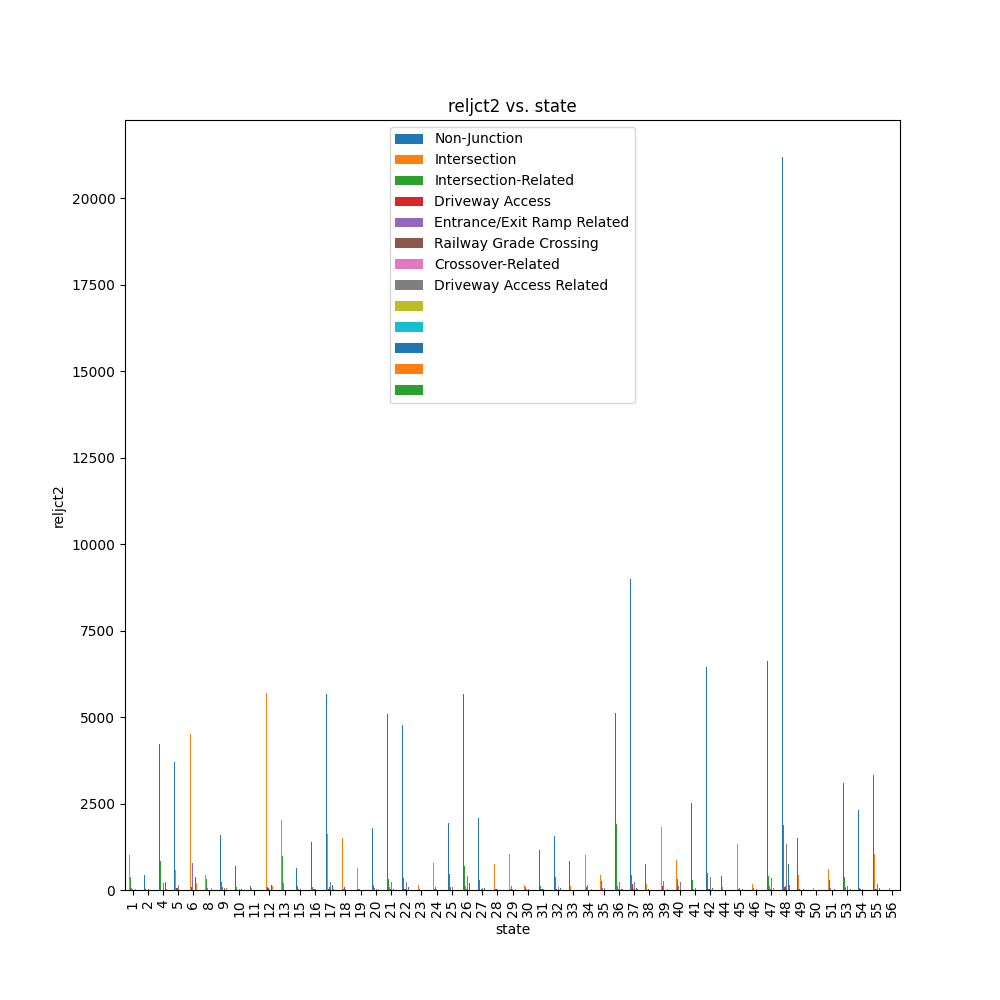 reljct2 vs. state
Non-Junction
Intersection
Intersection-Related
Driveway Access
Entrance/Exit Ramp Related
Railway Grade Crossing
Crossover-Related
Driveway Access Related
20000
17500
15000
12500
10000
7500
5000
2500
0
reljct2
1 2 4 5 6 8 9 10 11 12 13 15 16 17 18 19 20 21 22 23 24 25 26 27 28 29 30 31 32 33 34 35 36 37 38 39 40 41 42 44 45 46 47 48 49 50 51 53 54 55 56
state